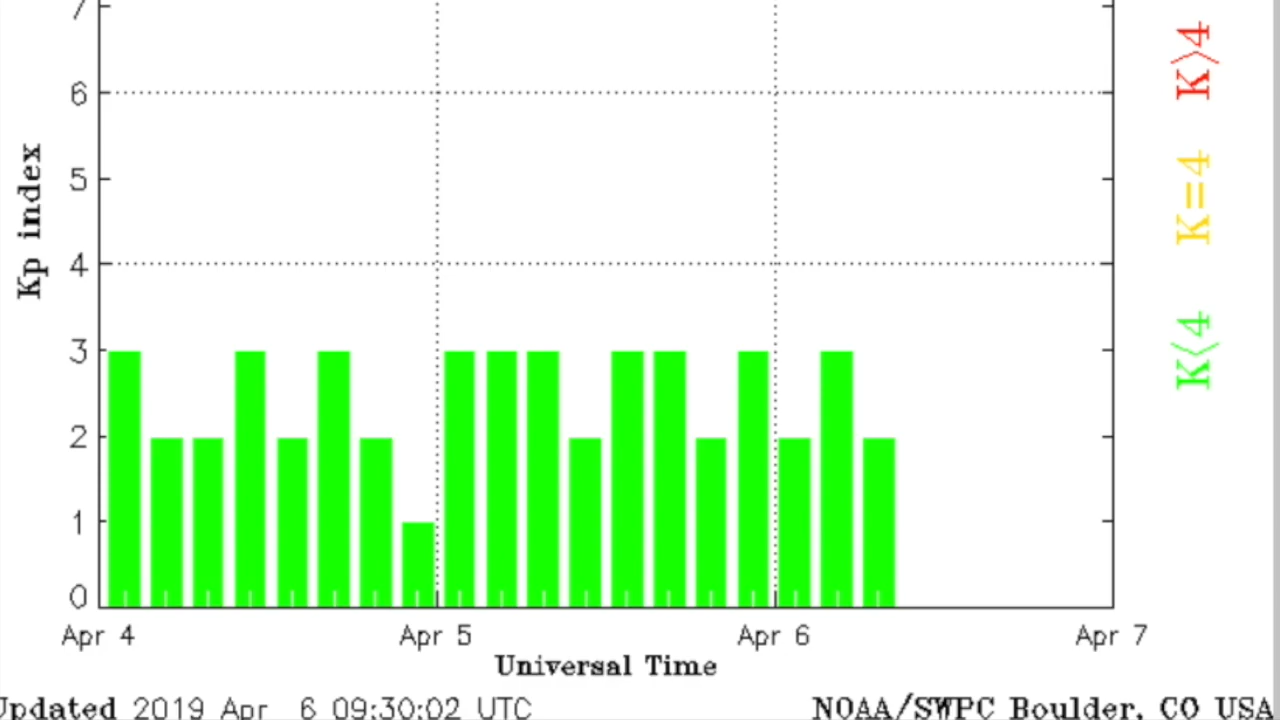 7
6
5
4
3
2
1
0
Kp index
K>4
K=4
K<4
Apr 4 Apr 5 Apr 6 Apr 7
Universal Time
Updated 2019 Apr 6 09:30:02 UTC NOAA/SWPC Boulder, CO USA